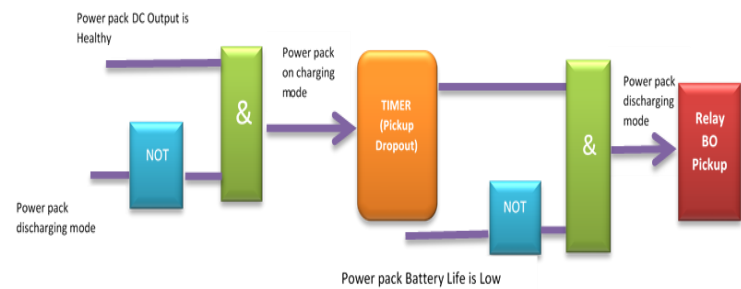 Power pack DC Output is
Healthy
&
Power pack
on charging
mode
TIMER
(Pickup
Dropout)
NOT
Power pack
discharging mode
&
Power pack
discharging
mode
Relay
BO
Pickup
NOT
Power pack Battery Life is Low